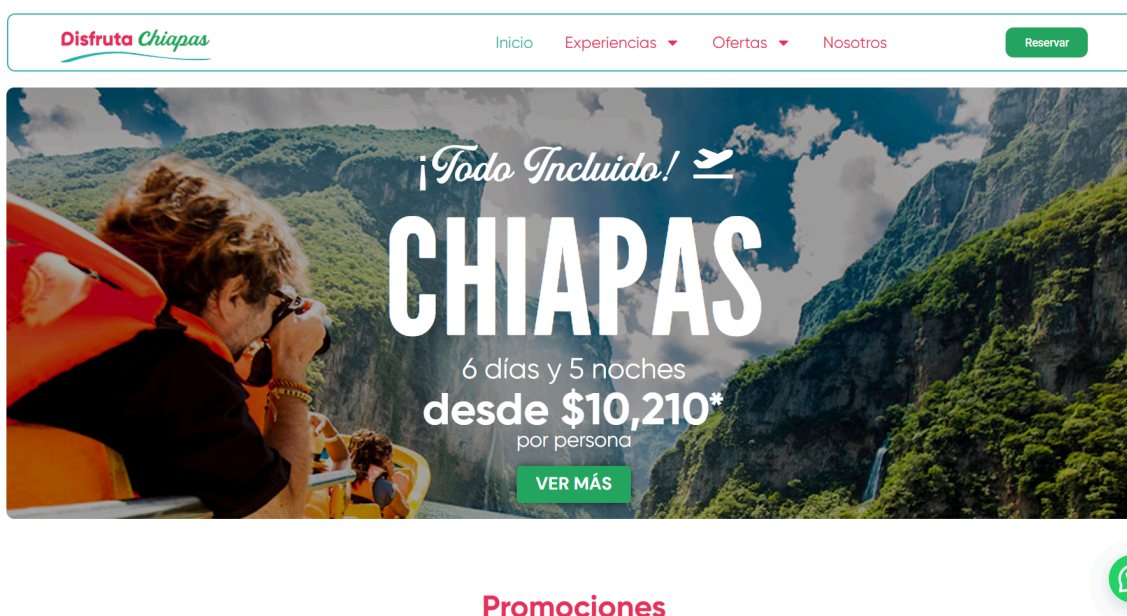 Disfruta Chiapas
Inicio
Experiencias
Ofertas
Nosotros
Reservar
¡Todo Incluido!
CHIAPAS
6 días y 5 noches
desde $10,210*
por persona
VER MÁS
Promociones